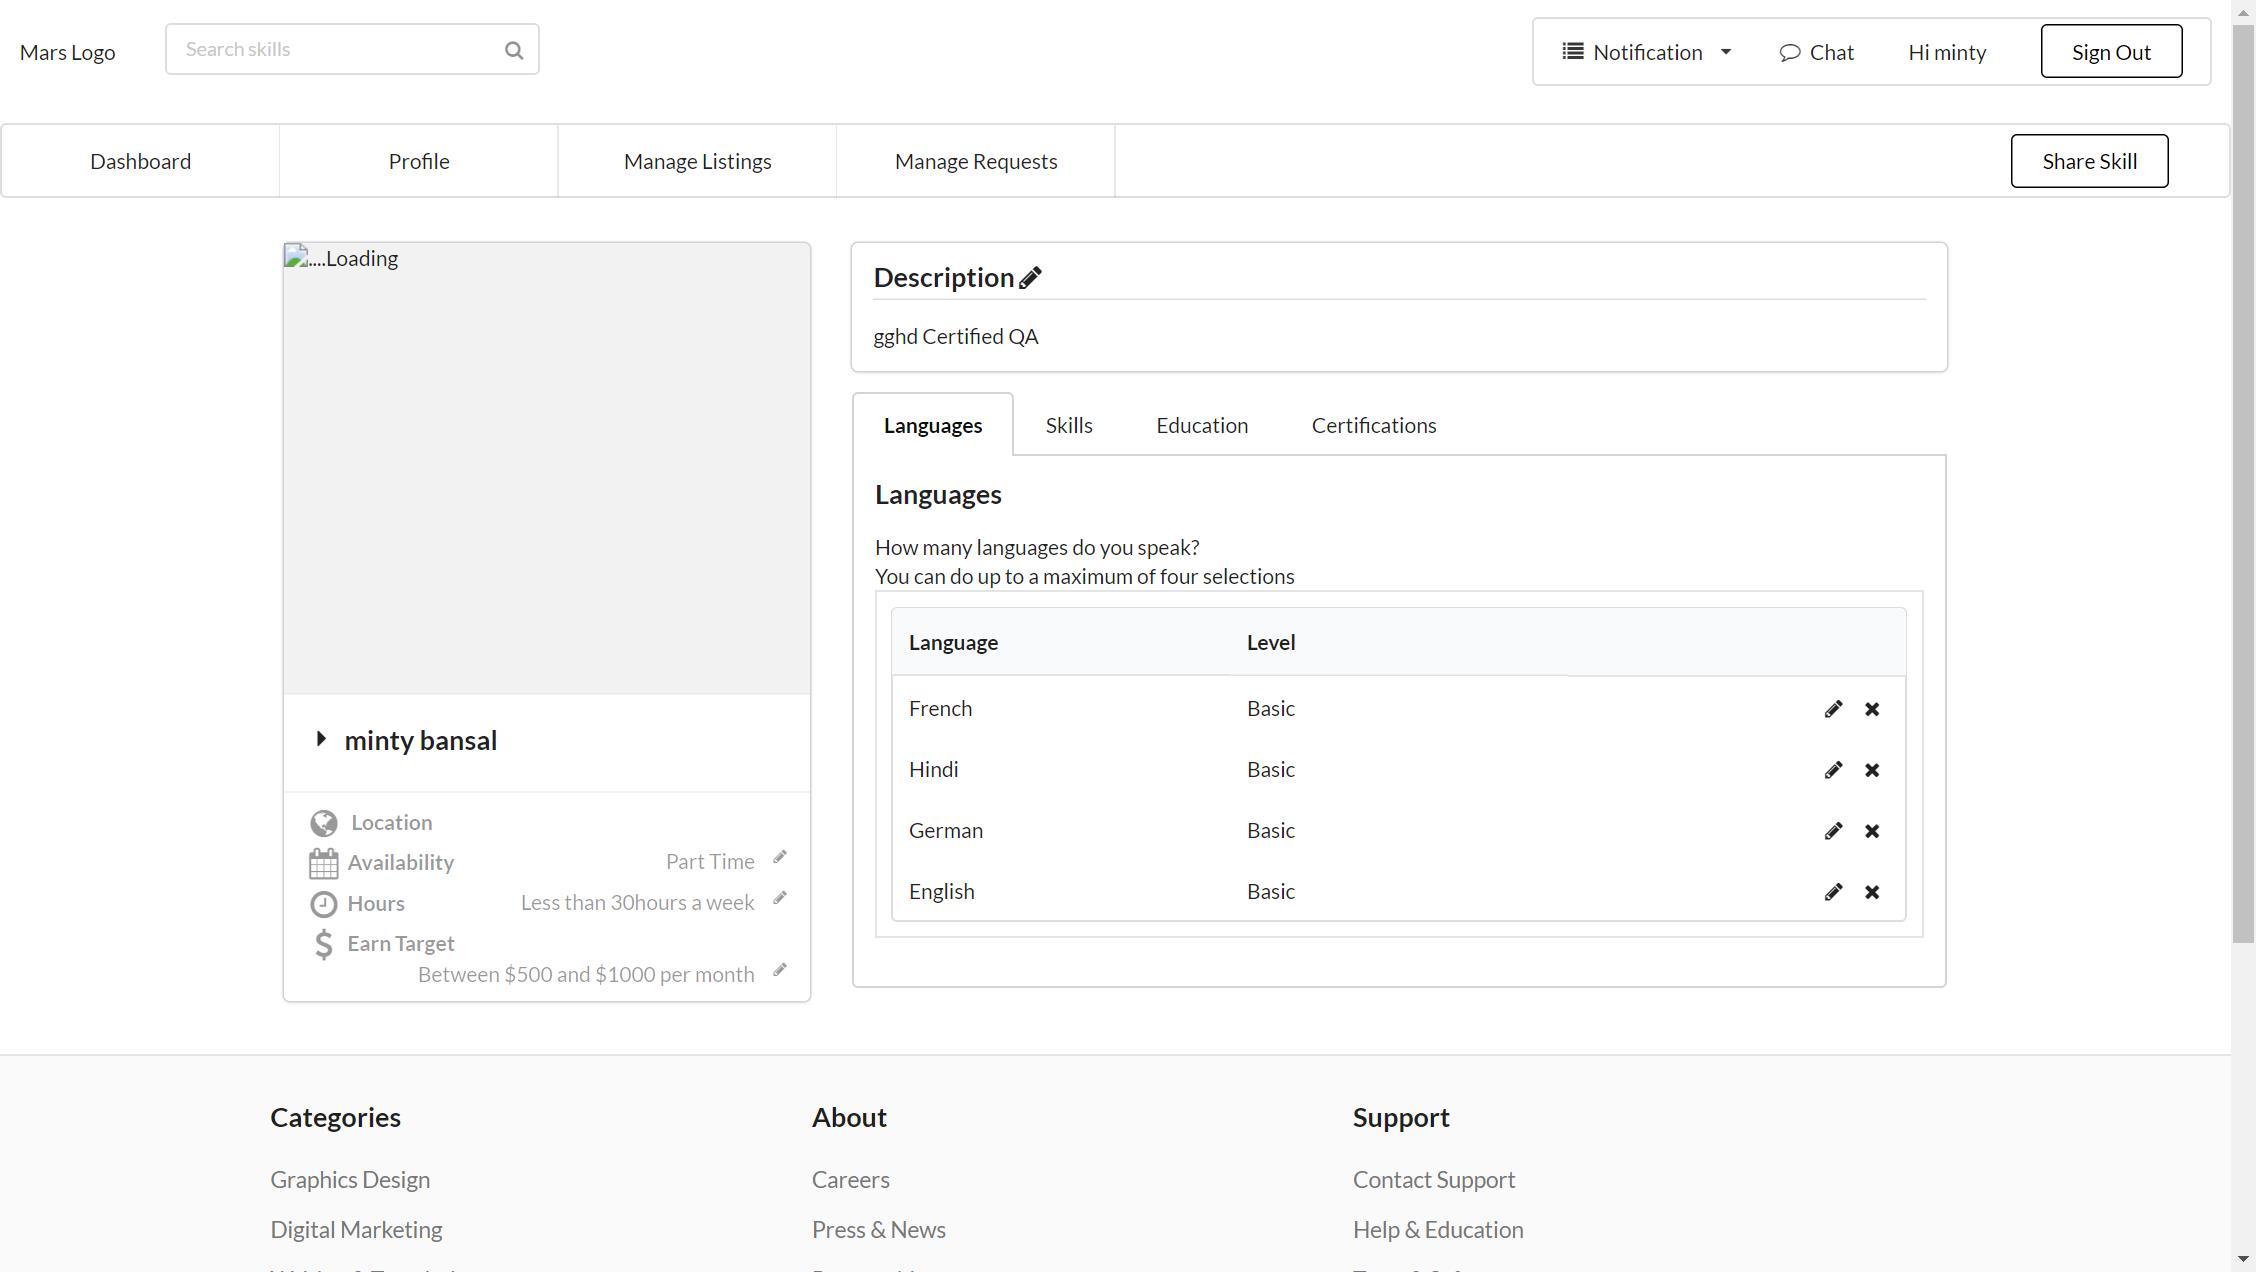 Mars Logo
Search skills
Notification
Chat
Hi minty
Sign Out
Dashboard
Profile
Manage Listings
Manage Requests
Share Skill
....Loading
minty bansal
Location
Availability
Part Time
Hours
Less than 30hours a week
Earn Target
Between $500 and $1000 per month
Description
gghd Certified QA
Languages
Skills
Education
Certifications
Languages
How many languages do you speak?
You can do up to a maximum of four selections
Language Level
French Basic
Hindi Basic
German Basic
English Basic
Categories
Graphics Design
Digital Marketing
About
Careers
Press & News
Support
Contact Support
Help & Education